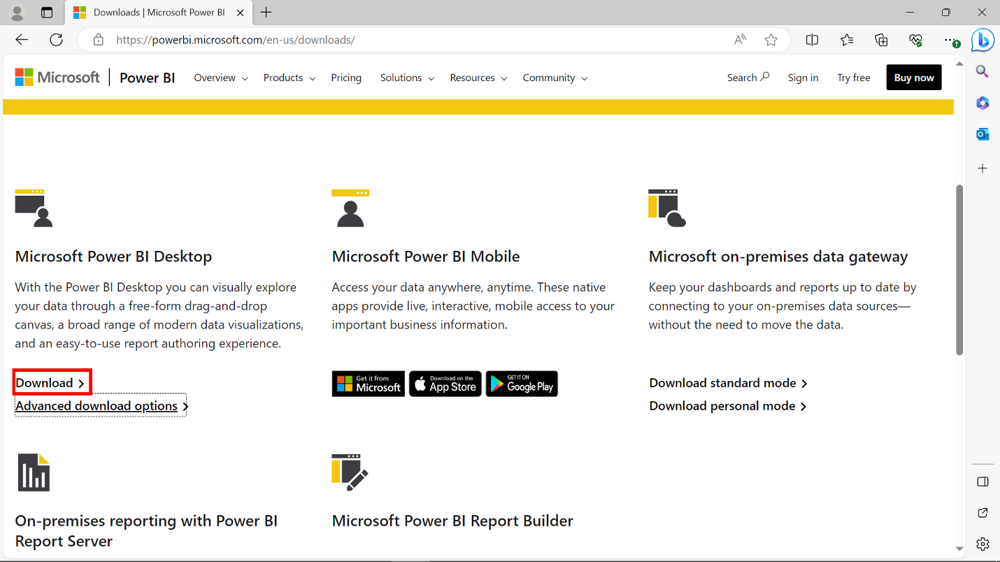 Downloads | Microsoft Power BI
https://powerbi.microsoft.com/en-us/downloads/
Microsoft Power BI Overview Products Pricing Solutions Resources Community Search Sign in Try free Buy now
Microsoft Power BI Desktop
With the Power BI Desktop you can visually explore
your data through a free-form drag-and-drop
canvas, a broad range of modern data visualizations,
and an easy-to-use report authoring experience.
Download
Advanced download options
Microsoft Power BI Mobile
Access your data anywhere, anytime. These native
apps provide live, interactive, mobile access to your
important business information.
Get it from
Microsoft
Download on the
App Store
GET IT ON
Google Play
Microsoft on-premises data gateway
Keep your dashboards and reports up to date by
connecting to your on-premises data sources—
without the need to move the data.
Download standard mode
Download personal mode
On-premises reporting with Power BI
Report Server
Microsoft Power BI Report Builder